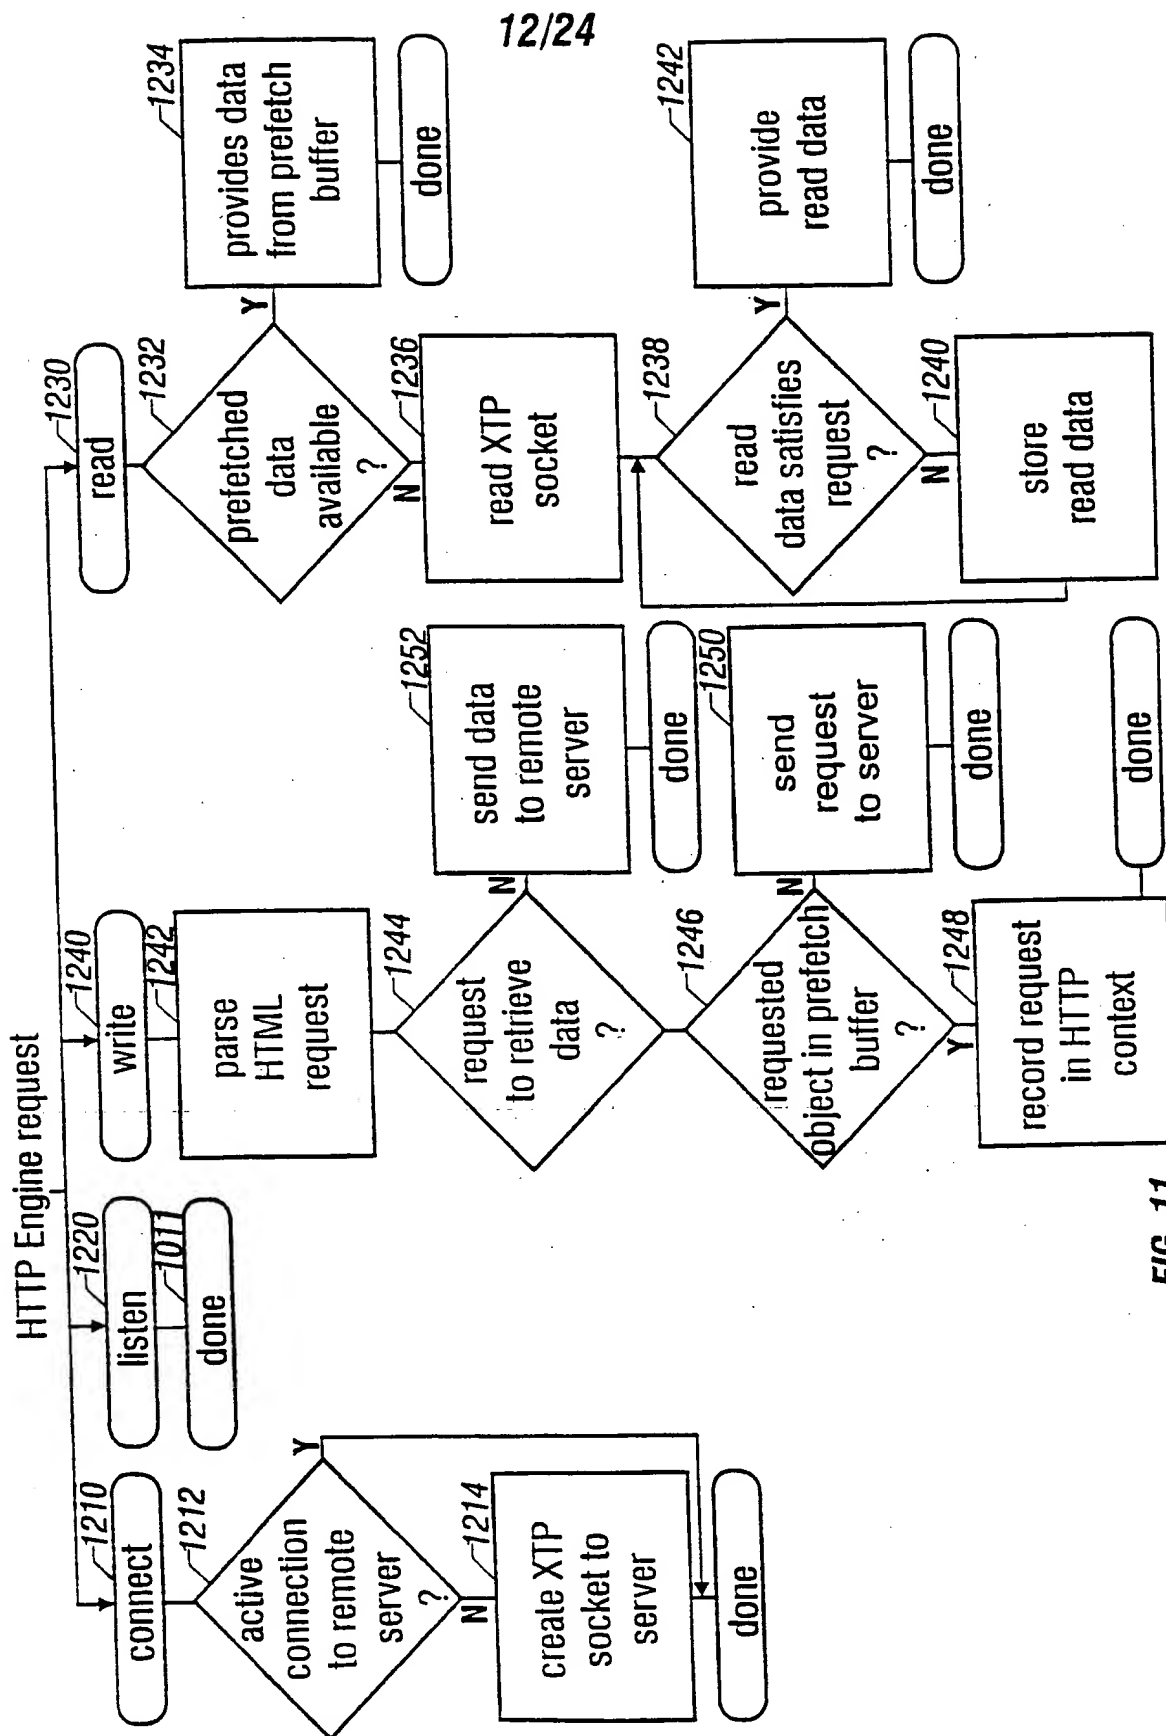 12/24
HTTP Engine request
1210
connect
1212
active
connection
to remote
server
?
Y
N
1214
create XTP
socket to
server
done
1220
listen
1011
done
1240
write
1242
parse
HTML
request
1244
request
to retrieve
data
?
N
1252
send data
to remote
server
done
1246
requested
object in prefetch
buffer
?
N
1250
send
request
to server
done
Y
1248
record request
in HTTP
context
done
1230
read
1232
prefetched
data
available
?
Y
1234
provides data
from prefetch
buffer
done
N
1236
read XTP
socket
1238
read
data satisfies
request
?
Y
1242
provide
read data
done
N
1240
store
read data
FIG. 11